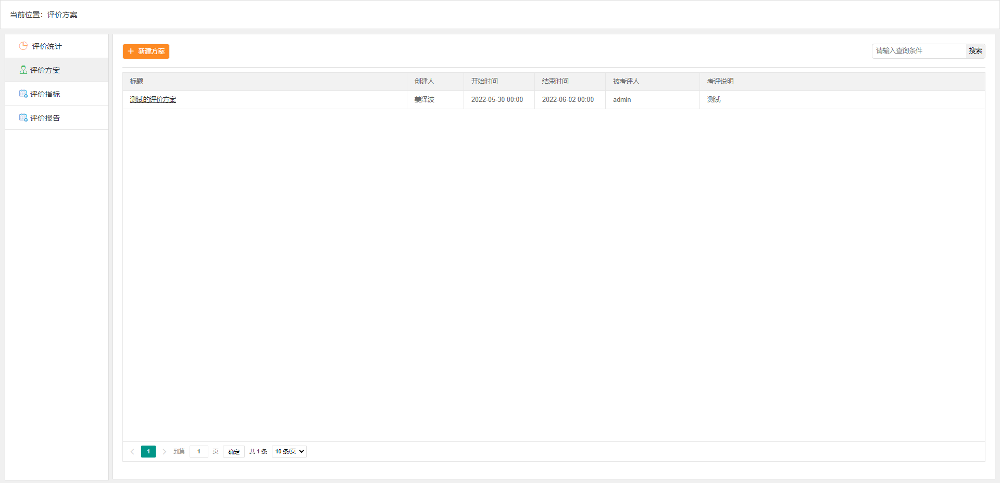 当前位置：评价方案
评价统计
评价方案
评价指标
评价报告
新建方案
请输入查询条件 搜索
标题 创建人 开始时间 结束时间 被考评人 考评说明
测试的评价方案 姜泽波 2022-05-30 00:00 2022-06-02 00:00 admin 测试
1 到第 1 页 确定 共 1 条 10 条/页